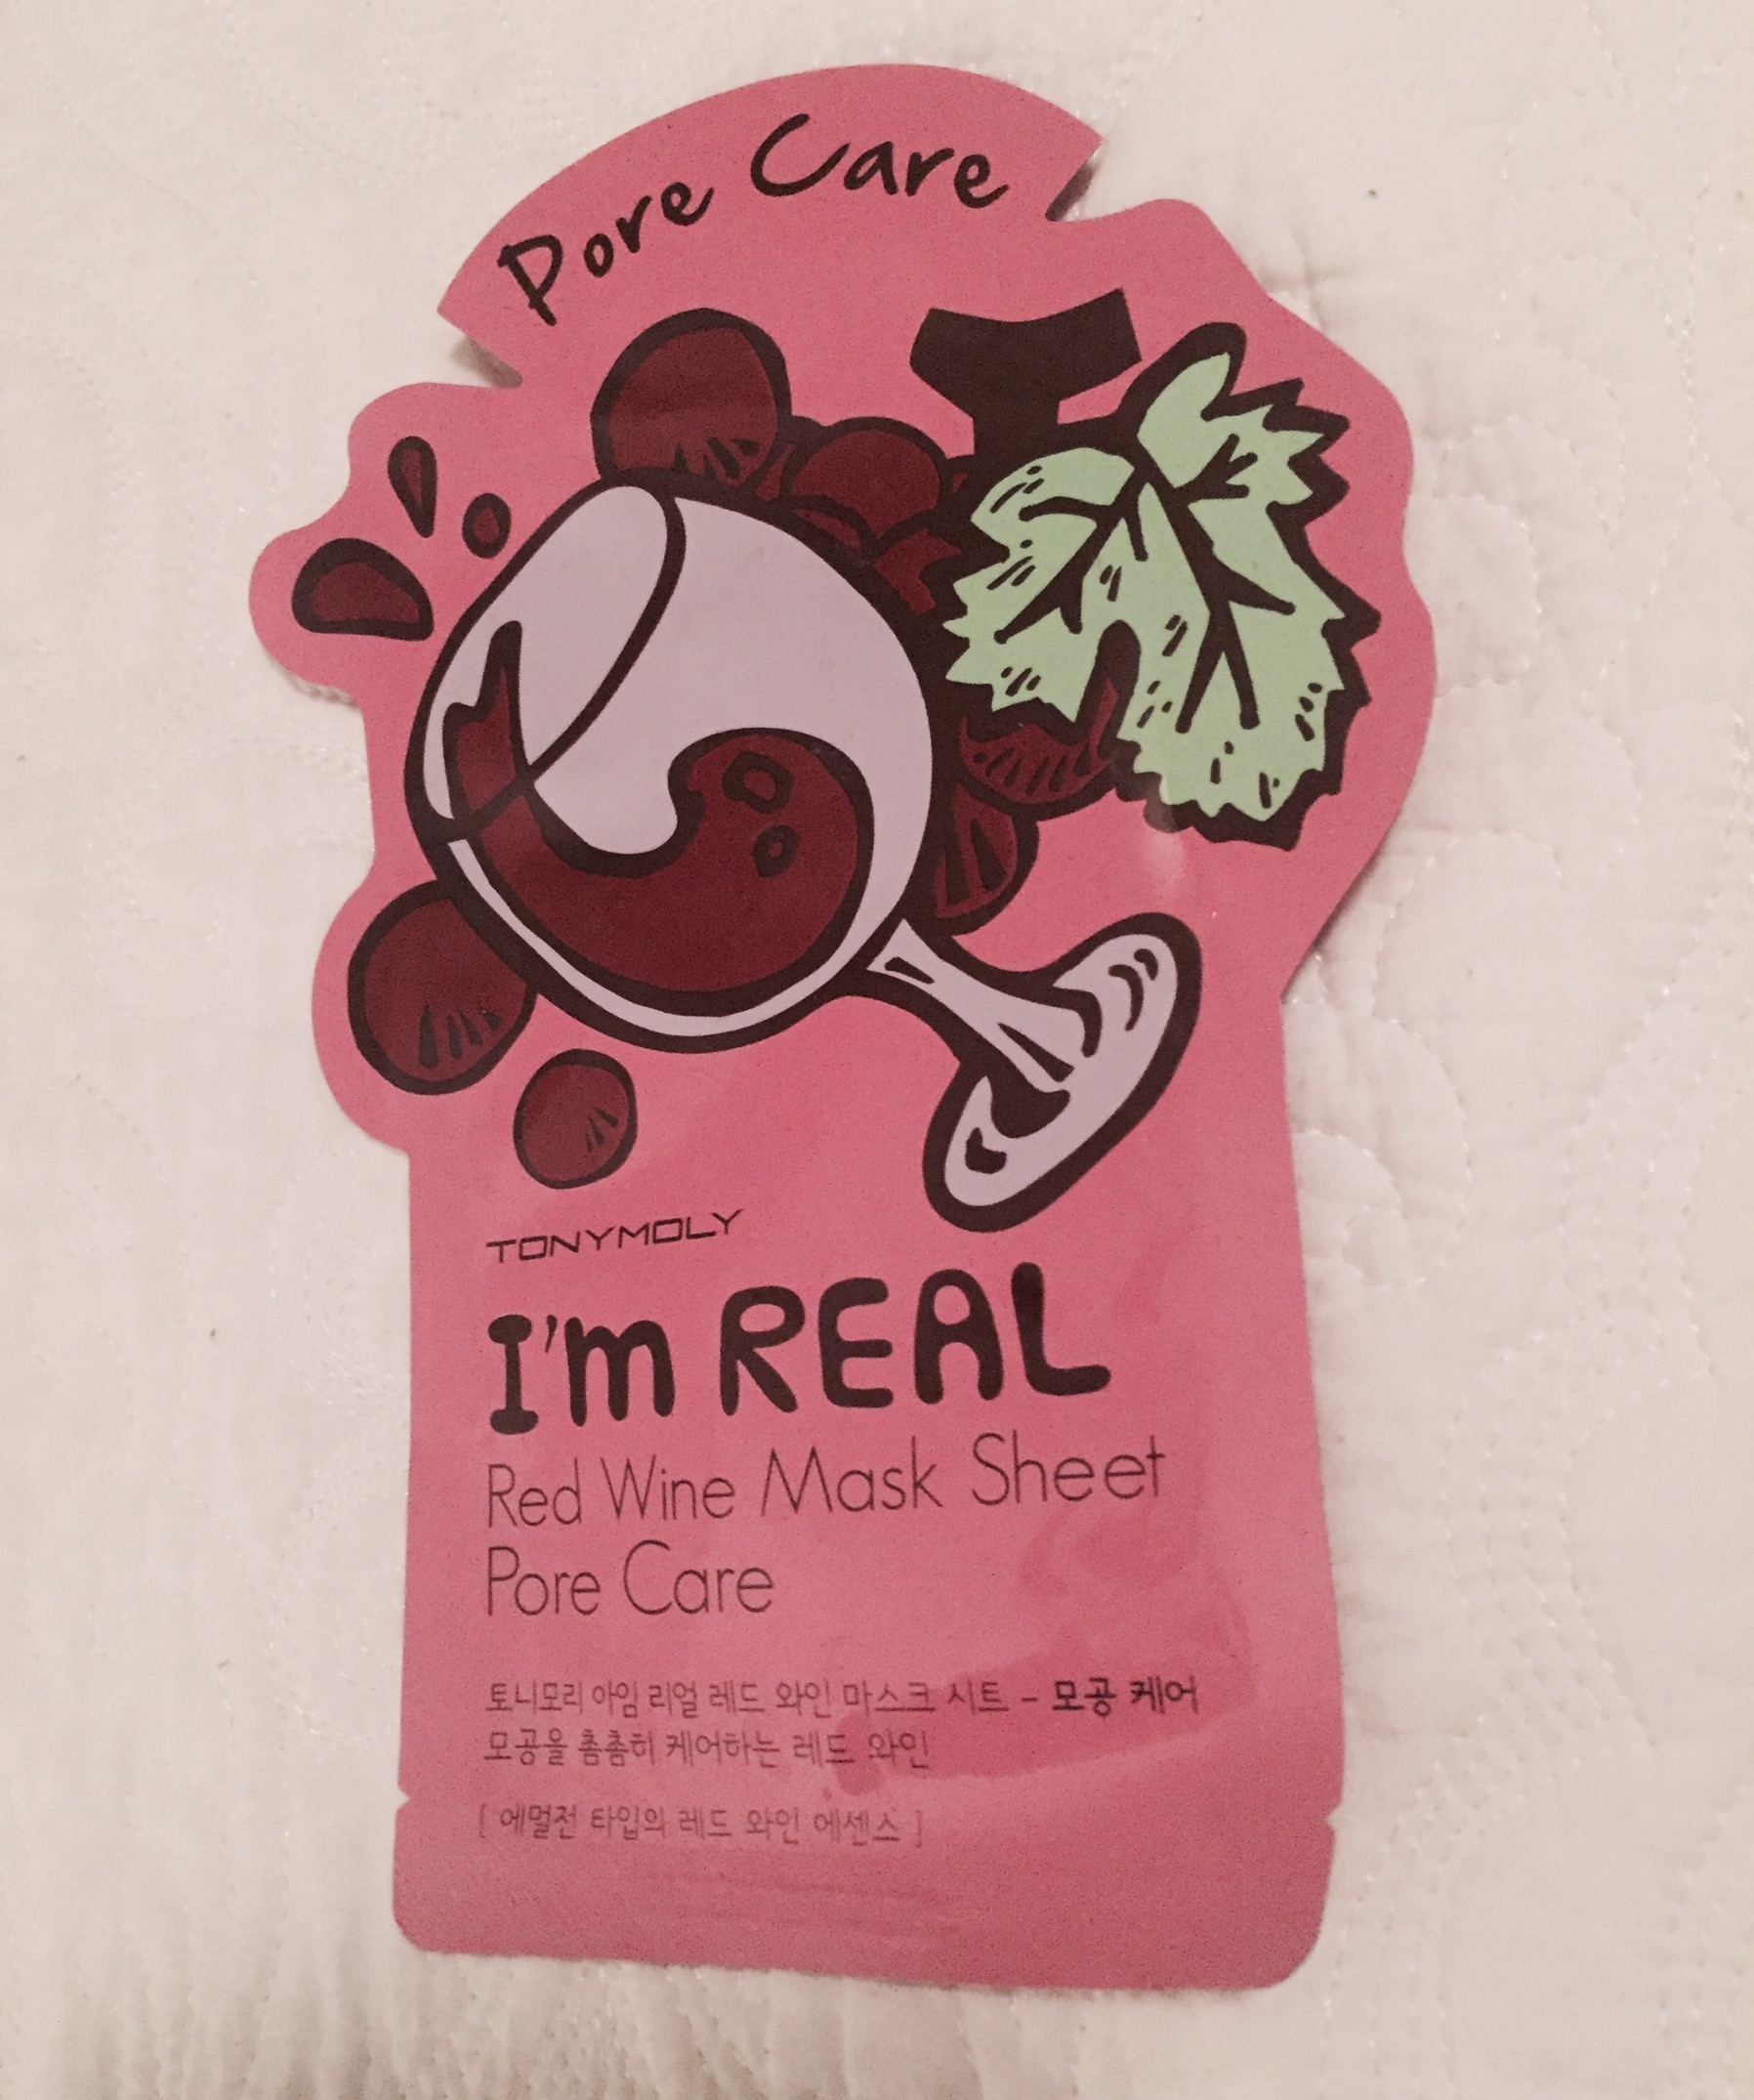 Pore Care
TONYMOLY
I'm REAL
Red Wine Mask Sheet
Pore Care
토니모리 아임 리얼 레드 와인 마스크 시트 - 모공 케어
모공을 촘촘히 케어하는 레드 와인
[ 에멀젼 타입의 레드 와인 에센스 ]